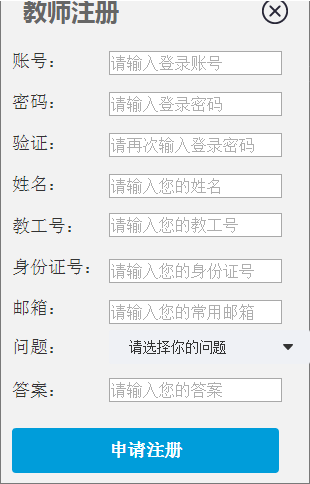 教师注册
账号： 请输入登录账号
密码： 请输入登录密码
验证： 请再次输入登录密码
姓名： 请输入您的姓名
教工号： 请输入您的教工号
身份证号： 请输入您的身份证号
邮箱： 请输入您的常用邮箱
问题： 请选择你的问题
答案： 请输入您的答案
申请注册